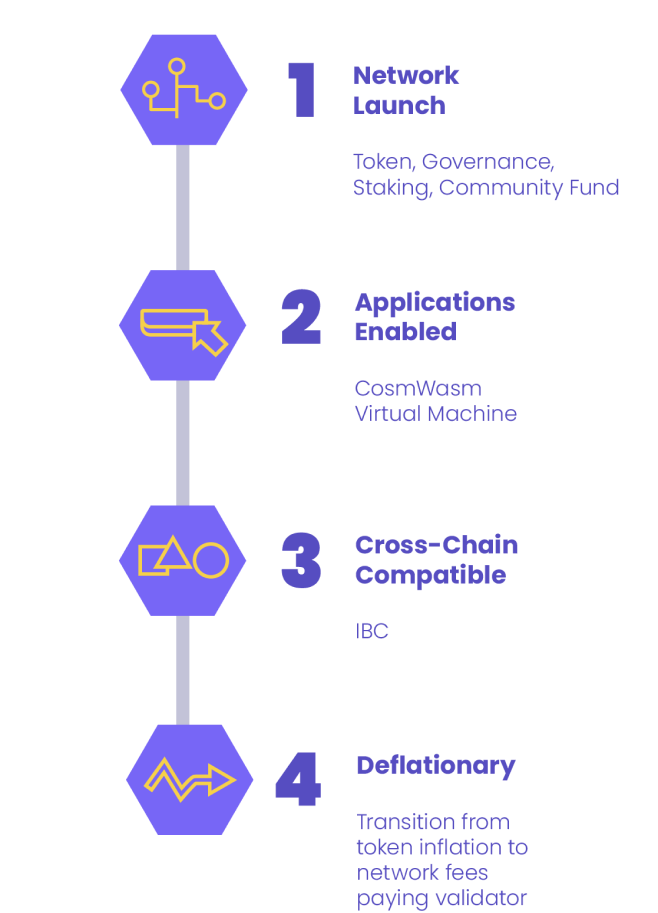 1
Network
Launch
Token, Governance,
Staking, Community Fund
2
Applications
Enabled
CosmWasm
Virtual Machine
3
Cross-Chain
Compatible
IBC
4
Deflationary
Transition from
token inflation to
network fees
paying validator